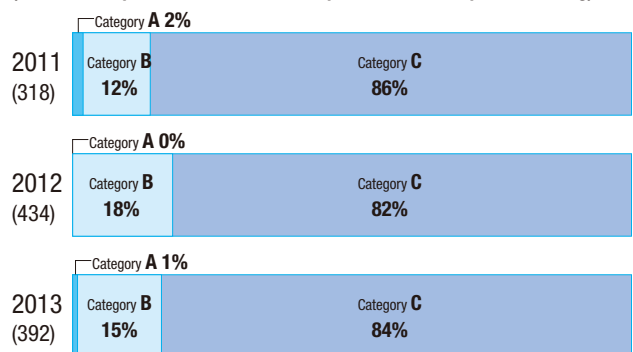 Category A 2%
2011
(318)
Category B
12%
Category C
86%
Category A 0%
2012
(434)
Category B
18%
Category C
82%
Category A 1%
2013
(392)
Category B
15%
Category C
84%